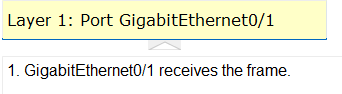 Layer 1: Port GigabitEthernet0/1
1. GigabitEthernet0/1 receives the frame.